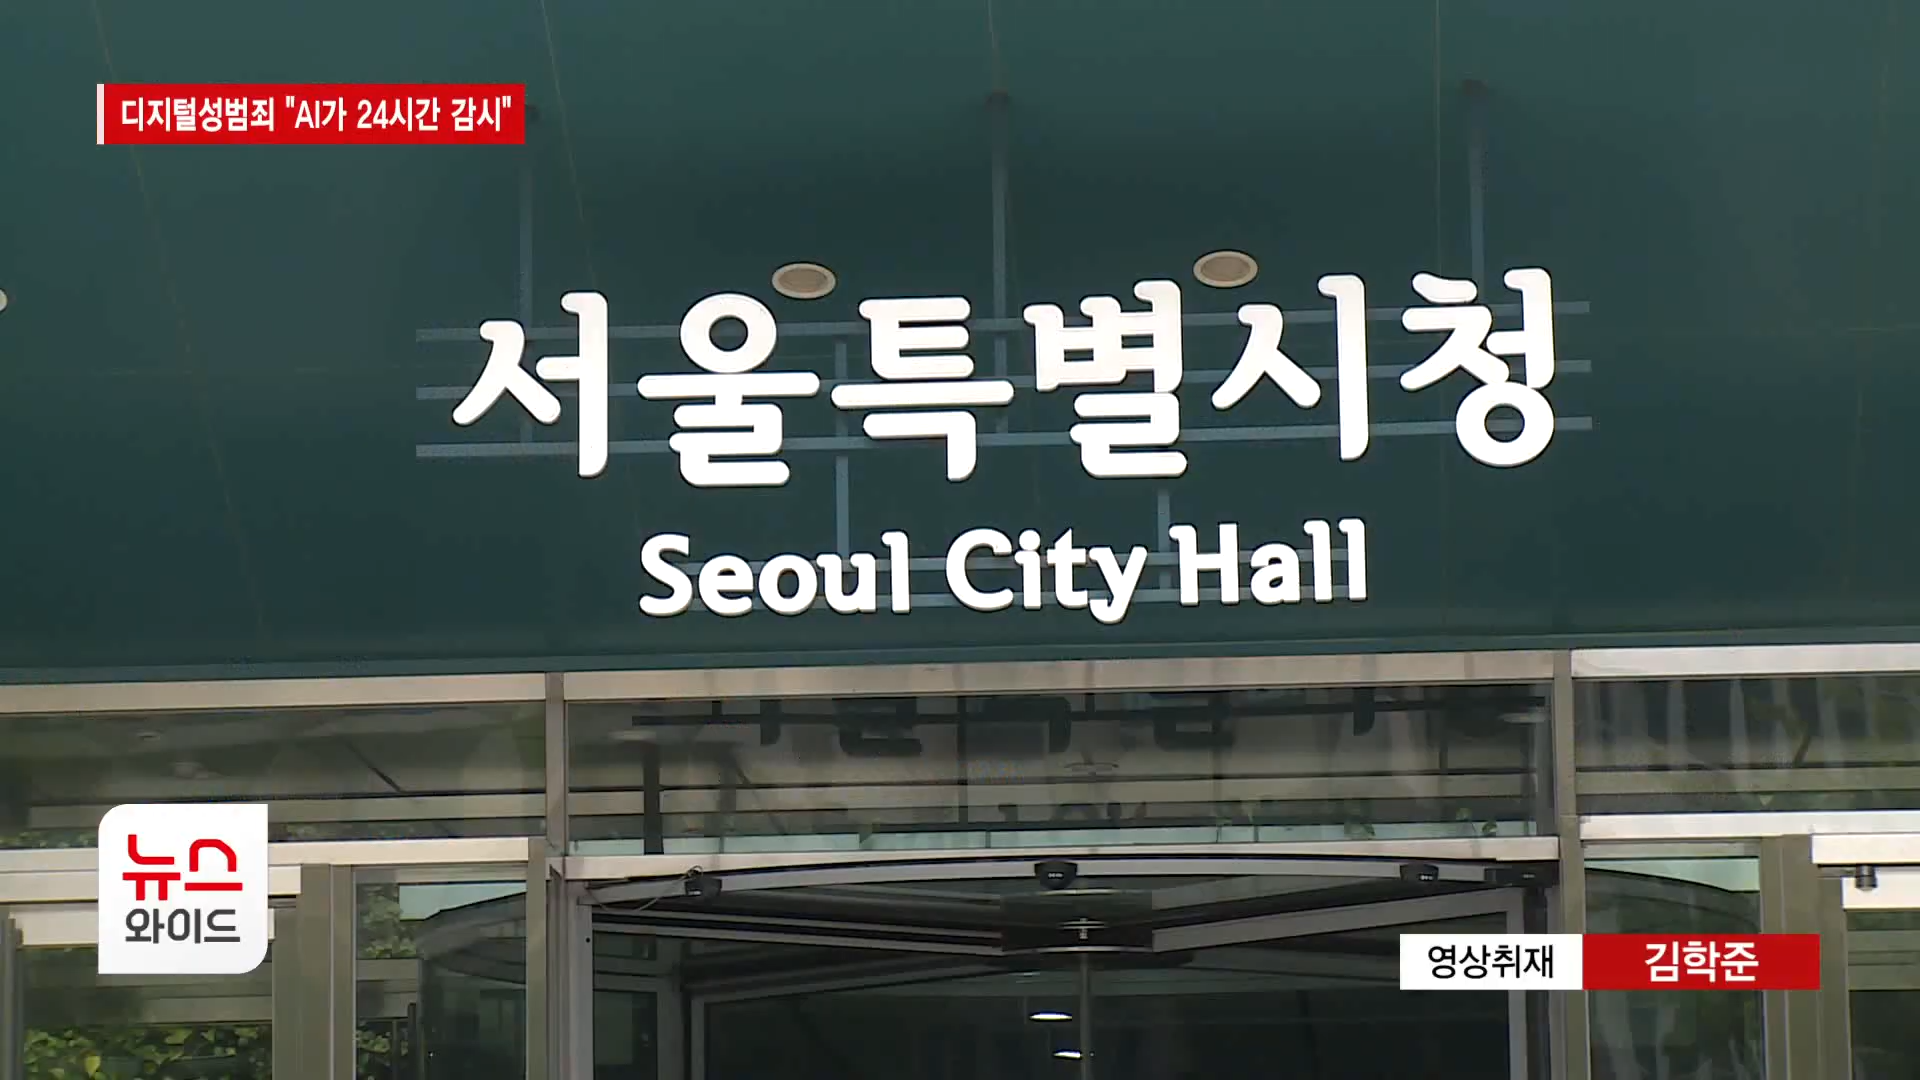 디지털성범죄 "AI가 24시간 감시"
서울특별시청
Seoul City Hall
뉴스
와이드
영상취재 김학준